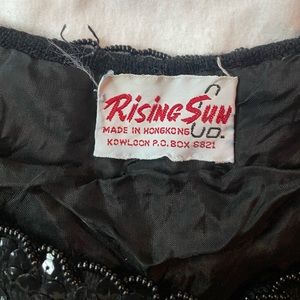 Rising Sun
MADE IN HONGKONG
KOWLOON P.O. BOX 6821